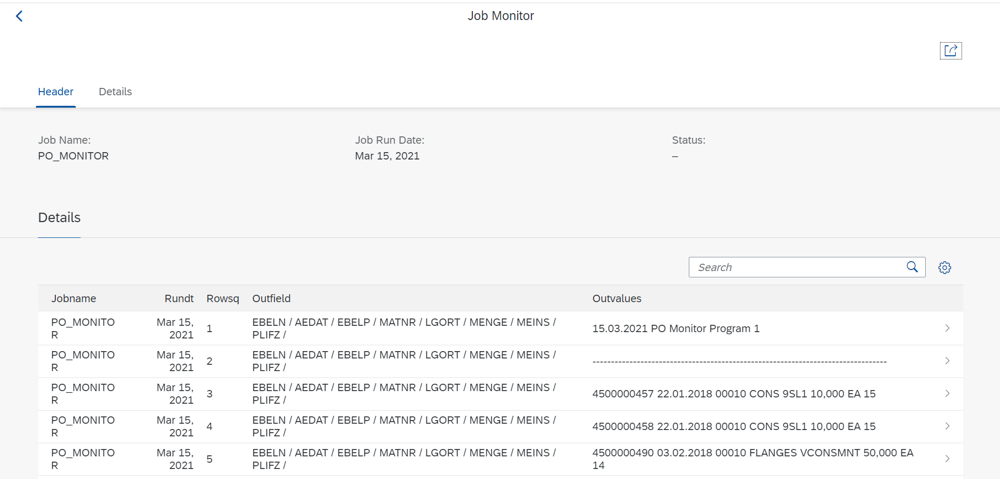 Job Monitor
Header Details
Job Name: Job Run Date: Status:
PO_MONITOR Mar 15, 2021 –
Details
Search
Jobname Rundt Rowsq Outfield Outvalues
PO_MONITO Mar 15, 1 EBELN / AEDAT / EBELP / MATNR / LGORT / MENGE / MEINS / 15.03.2021 PO Monitor Program 1
R 2021 PLIFZ /
PO_MONITO Mar 15, 2 EBELN / AEDAT / EBELP / MATNR / LGORT / MENGE / MEINS / --------------------------------------------------------------------------------
R 2021 PLIFZ /
PO_MONITO Mar 15, 3 EBELN / AEDAT / EBELP / MATNR / LGORT / MENGE / MEINS / 4500000457 22.01.2018 00010 CONS 9SL1 10,000 EA 15
R 2021 PLIFZ /
PO_MONITO Mar 15, 4 EBELN / AEDAT / EBELP / MATNR / LGORT / MENGE / MEINS / 4500000458 22.01.2018 00010 CONS 9SL1 10,000 EA 15
R 2021 PLIFZ /
PO_MONITO Mar 15, 5 EBELN / AEDAT / EBELP / MATNR / LGORT / MENGE / MEINS / 4500000490 03.02.2018 00010 FLANGES VCONSMNT 50,000 EA
R 2021 PLIFZ / 14